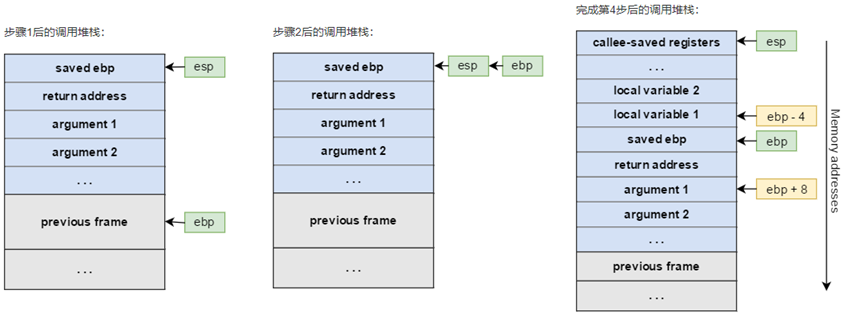 步骤1后的调用堆栈：
saved ebp
esp
return address
argument 1
argument 2
...
previous frame
ebp
...
步骤2后的调用堆栈：
saved ebp
esp
ebp
return address
argument 1
argument 2
...
previous frame
...
完成第4步后的调用堆栈：
callee-saved registers
esp
...
local variable 2
local variable 1
ebp - 4
saved ebp
ebp
return address
argument 1
ebp + 8
argument 2
...
previous frame
...
Memory addresses